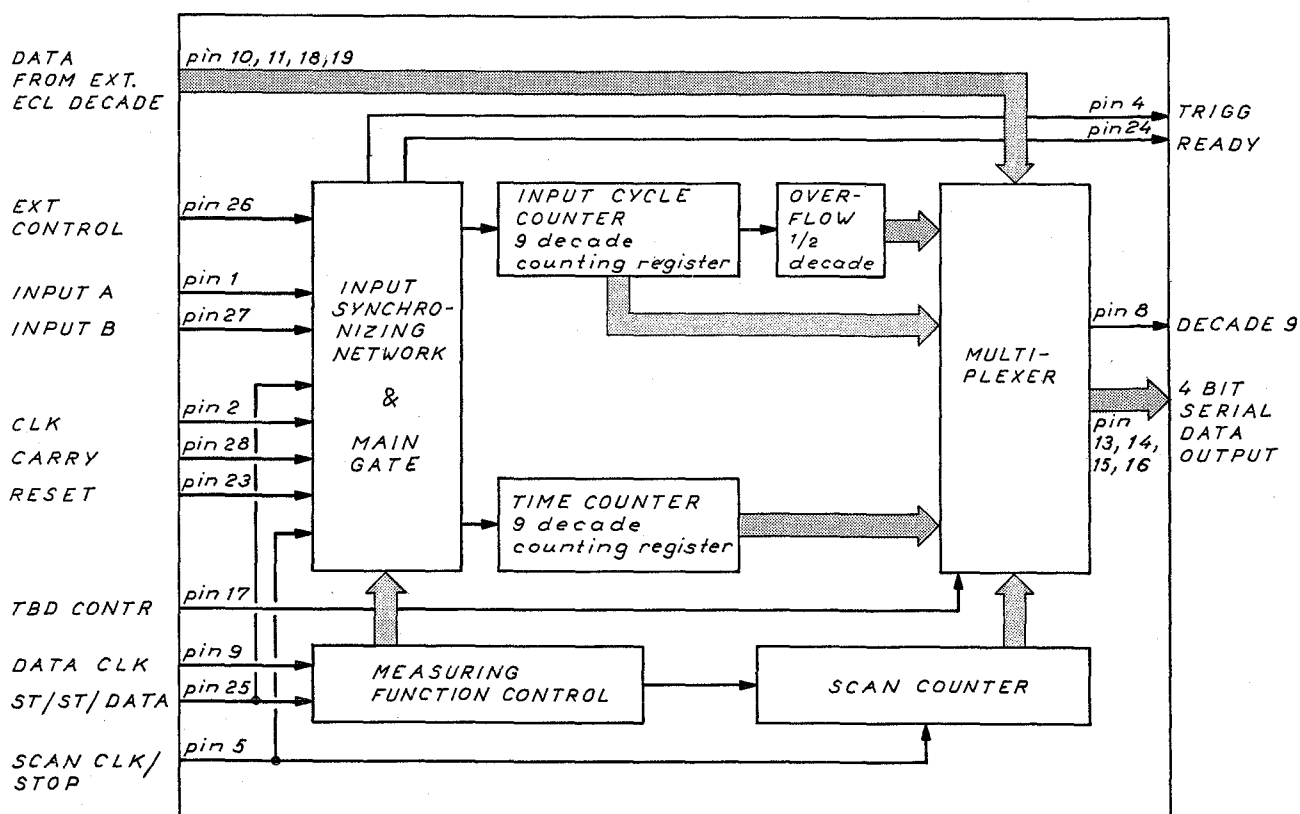 DATA
FROM EXT.
ECL DECADE
pin 10, 11, 18, 19
pin 4
TRIGG
pin 24
READY
EXT
CONTROL
pin 26
INPUT A
pin 1
INPUT B
pin 27
CLK
pin 2
CARRY
pin 28
RESET
pin 23
INPUT
SYNCHRO-
NIZING
NETWORK
&
MAIN
GATE
INPUT CYCLE
COUNTER
9 decade
counting register
OVER-
FLOW
1/2
decade
MULTI-
PLEXER
pin 8
DECADE 9
4 BIT
SERIAL
DATA
OUTPUT
pin
13, 14,
15, 16
TIME COUNTER
9 decade
counting register
TBD CONTR
pin 17
DATA CLK
pin 9
ST/ST/DATA
pin 25
MEASURING
FUNCTION CONTROL
SCAN COUNTER
SCAN CLK/
STOP
pin 5